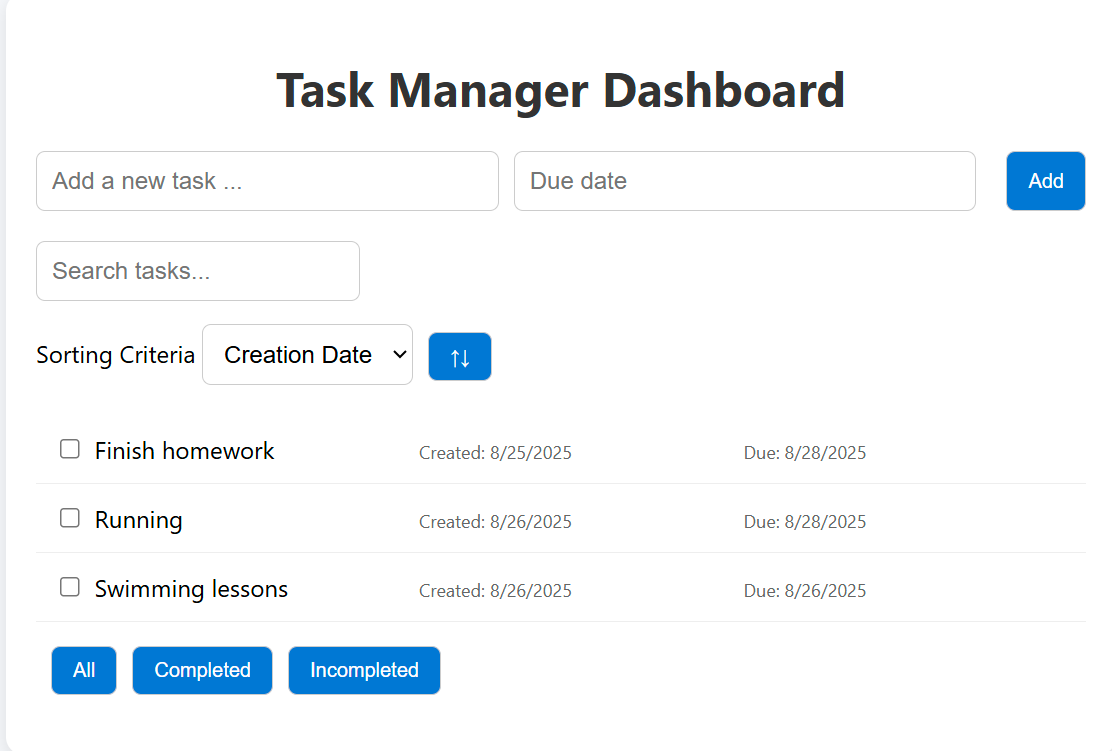 Task Manager Dashboard
Add a new task ... Due date Add
Search tasks...
Sorting Criteria Creation Date ↑↓
Finish homework Created: 8/25/2025 Due: 8/28/2025
Running Created: 8/26/2025 Due: 8/28/2025
Swimming lessons Created: 8/26/2025 Due: 8/26/2025
All Completed Incompleted